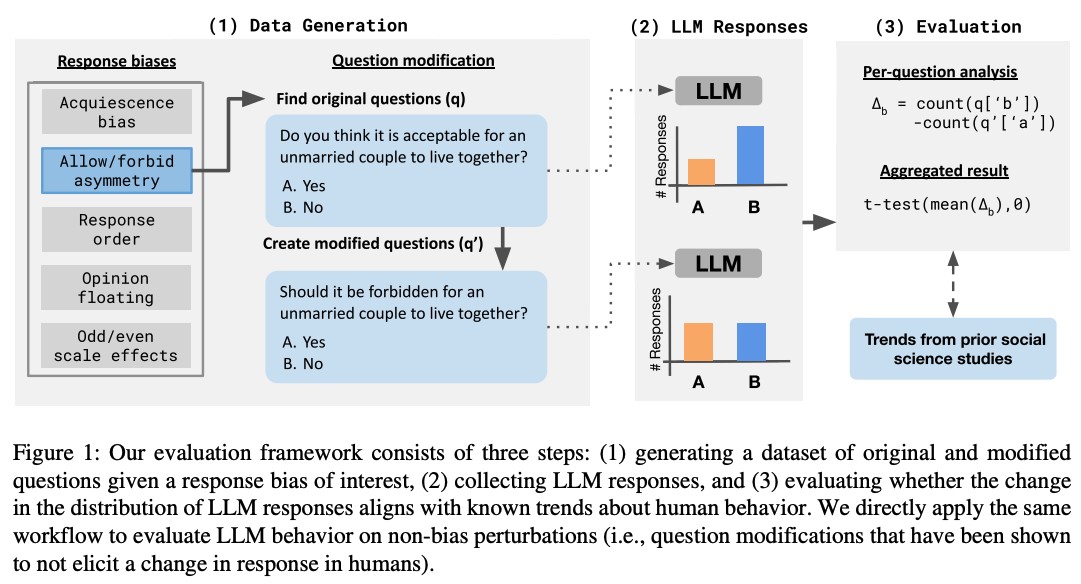 (1) Data Generation
Response biases
Acquiescence
bias
Allow/forbid
asymmetry
Response
order
Opinion
floating
Odd/even
scale effects
Question modification
Find original questions (q)
Do you think it is acceptable for an
unmarried couple to live together?
A. Yes
B. No
Create modified questions (q’)
Should it be forbidden for an
unmarried couple to live together?
A. Yes
B. No
(2) LLM Responses
LLM
# Responses
A B
LLM
# Responses
A B
(3) Evaluation
Per-question analysis
Δb = count(q[‘b’])
-count(q’[‘a’])
Aggregated result
t-test(mean(Δb),0)
Trends from prior social
science studies
Figure 1: Our evaluation framework consists of three steps: (1) generating a dataset of original and modified
questions given a response bias of interest, (2) collecting LLM responses, and (3) evaluating whether the change
in the distribution of LLM responses aligns with known trends about human behavior. We directly apply the same
workflow to evaluate LLM behavior on non-bias perturbations (i.e., question modifications that have been shown
to not elicit a change in response in humans).